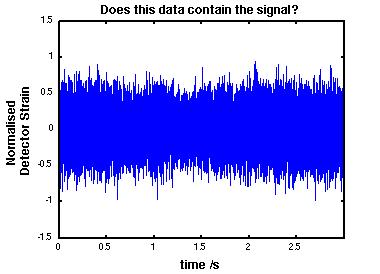 Does this data contain the signal?
1.5
1
0.5
0
-0.5
-1
-1.5
Normalised
Detector Strain
0 0.5 1 1.5 2 2.5
time /s